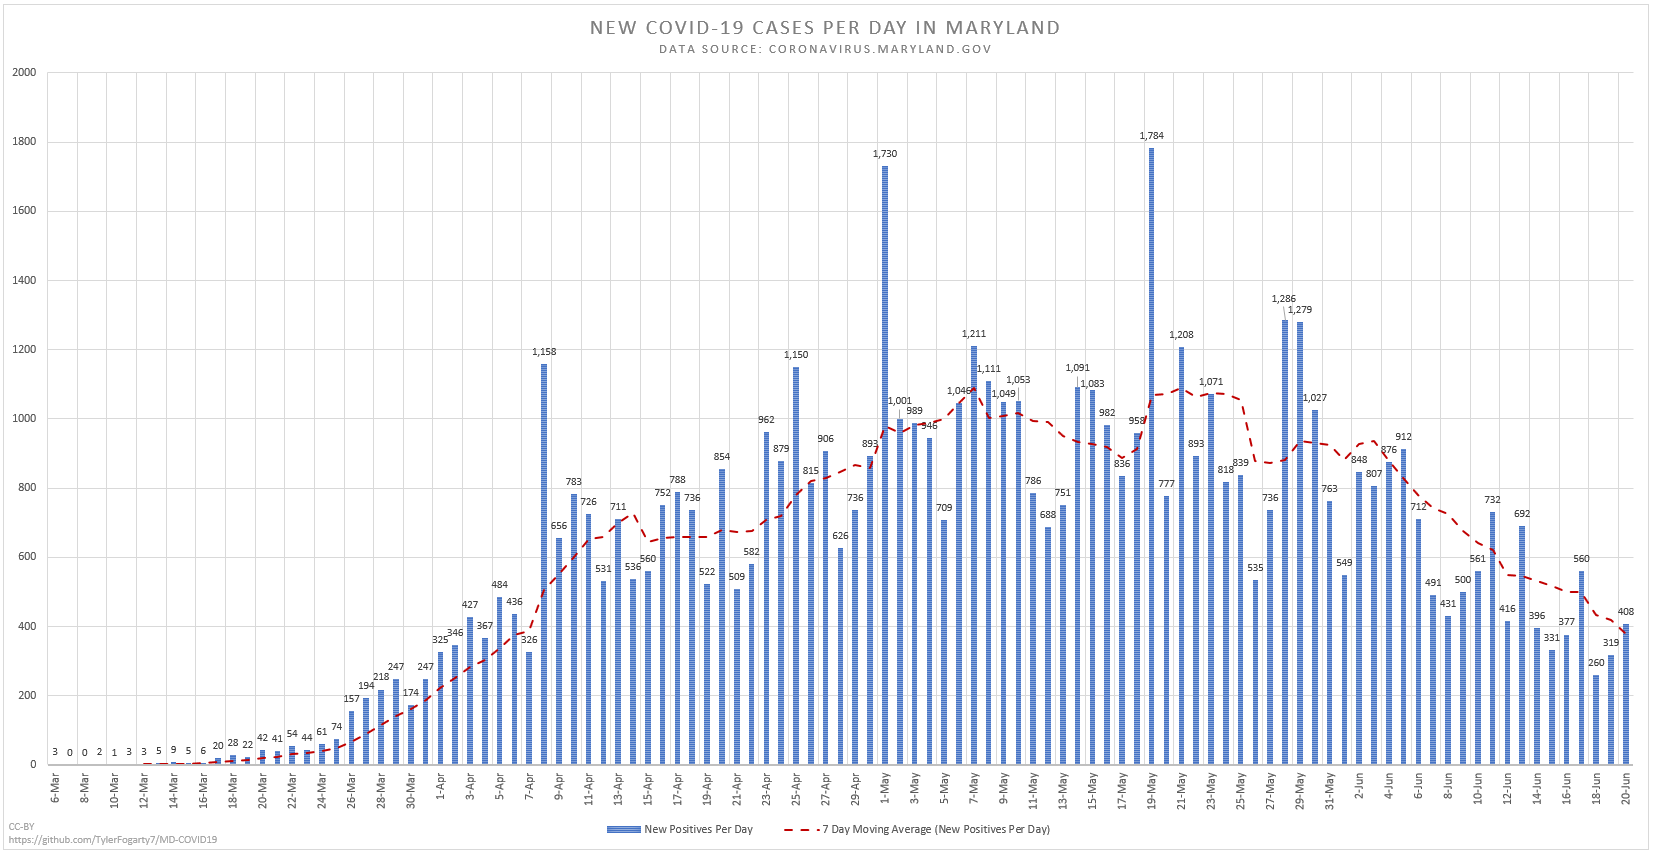 NEW COVID-19 CASES PER DAY IN MARYLAND
DATA SOURCE: CORONAVIRUS.MARYLAND.GOV
2000
1800
1600
1400
1200
1000
800
600
400
200
0
3 0 0 2 1 3 3 5 9 5 6 20 28 22 42 41 54 44 61 74 157 194 218 247 174 247 325 346 427 367 484 436 326 1,158 656 783 726 531 711 536 560 752 788 736 522 854 509 582 962 879 1,150 815 906 626 736 893 1,730 1,001 989 946 709 1,046 1,211 1,111 1,049 1,053 786 688 751 1,091 1,083 982 836 958 1,784 777 1,208 893 1,071 818 839 535 736 1,286 1,279 1,027 763 549 848 807 876 912 712 491 431 500 561 732 416 692 396 331 377 560 260 319 408
6-Mar 8-Mar 10-Mar 12-Mar 14-Mar 16-Mar 18-Mar 20-Mar 22-Mar 24-Mar 26-Mar 28-Mar 30-Mar 1-Apr 3-Apr 5-Apr 7-Apr 9-Apr 11-Apr 13-Apr 15-Apr 17-Apr 19-Apr 21-Apr 23-Apr 25-Apr 27-Apr 29-Apr 1-May 3-May 5-May 7-May 9-May 11-May 13-May 15-May 17-May 19-May 21-May 23-May 25-May 27-May 29-May 31-May 2-Jun 4-Jun 6-Jun 8-Jun 10-Jun 12-Jun 14-Jun 16-Jun 18-Jun 20-Jun
New Positives Per Day
7 Day Moving Average (New Positives Per Day)
CC-BY
https://github.com/TylerFogarty7/MD-COVID19